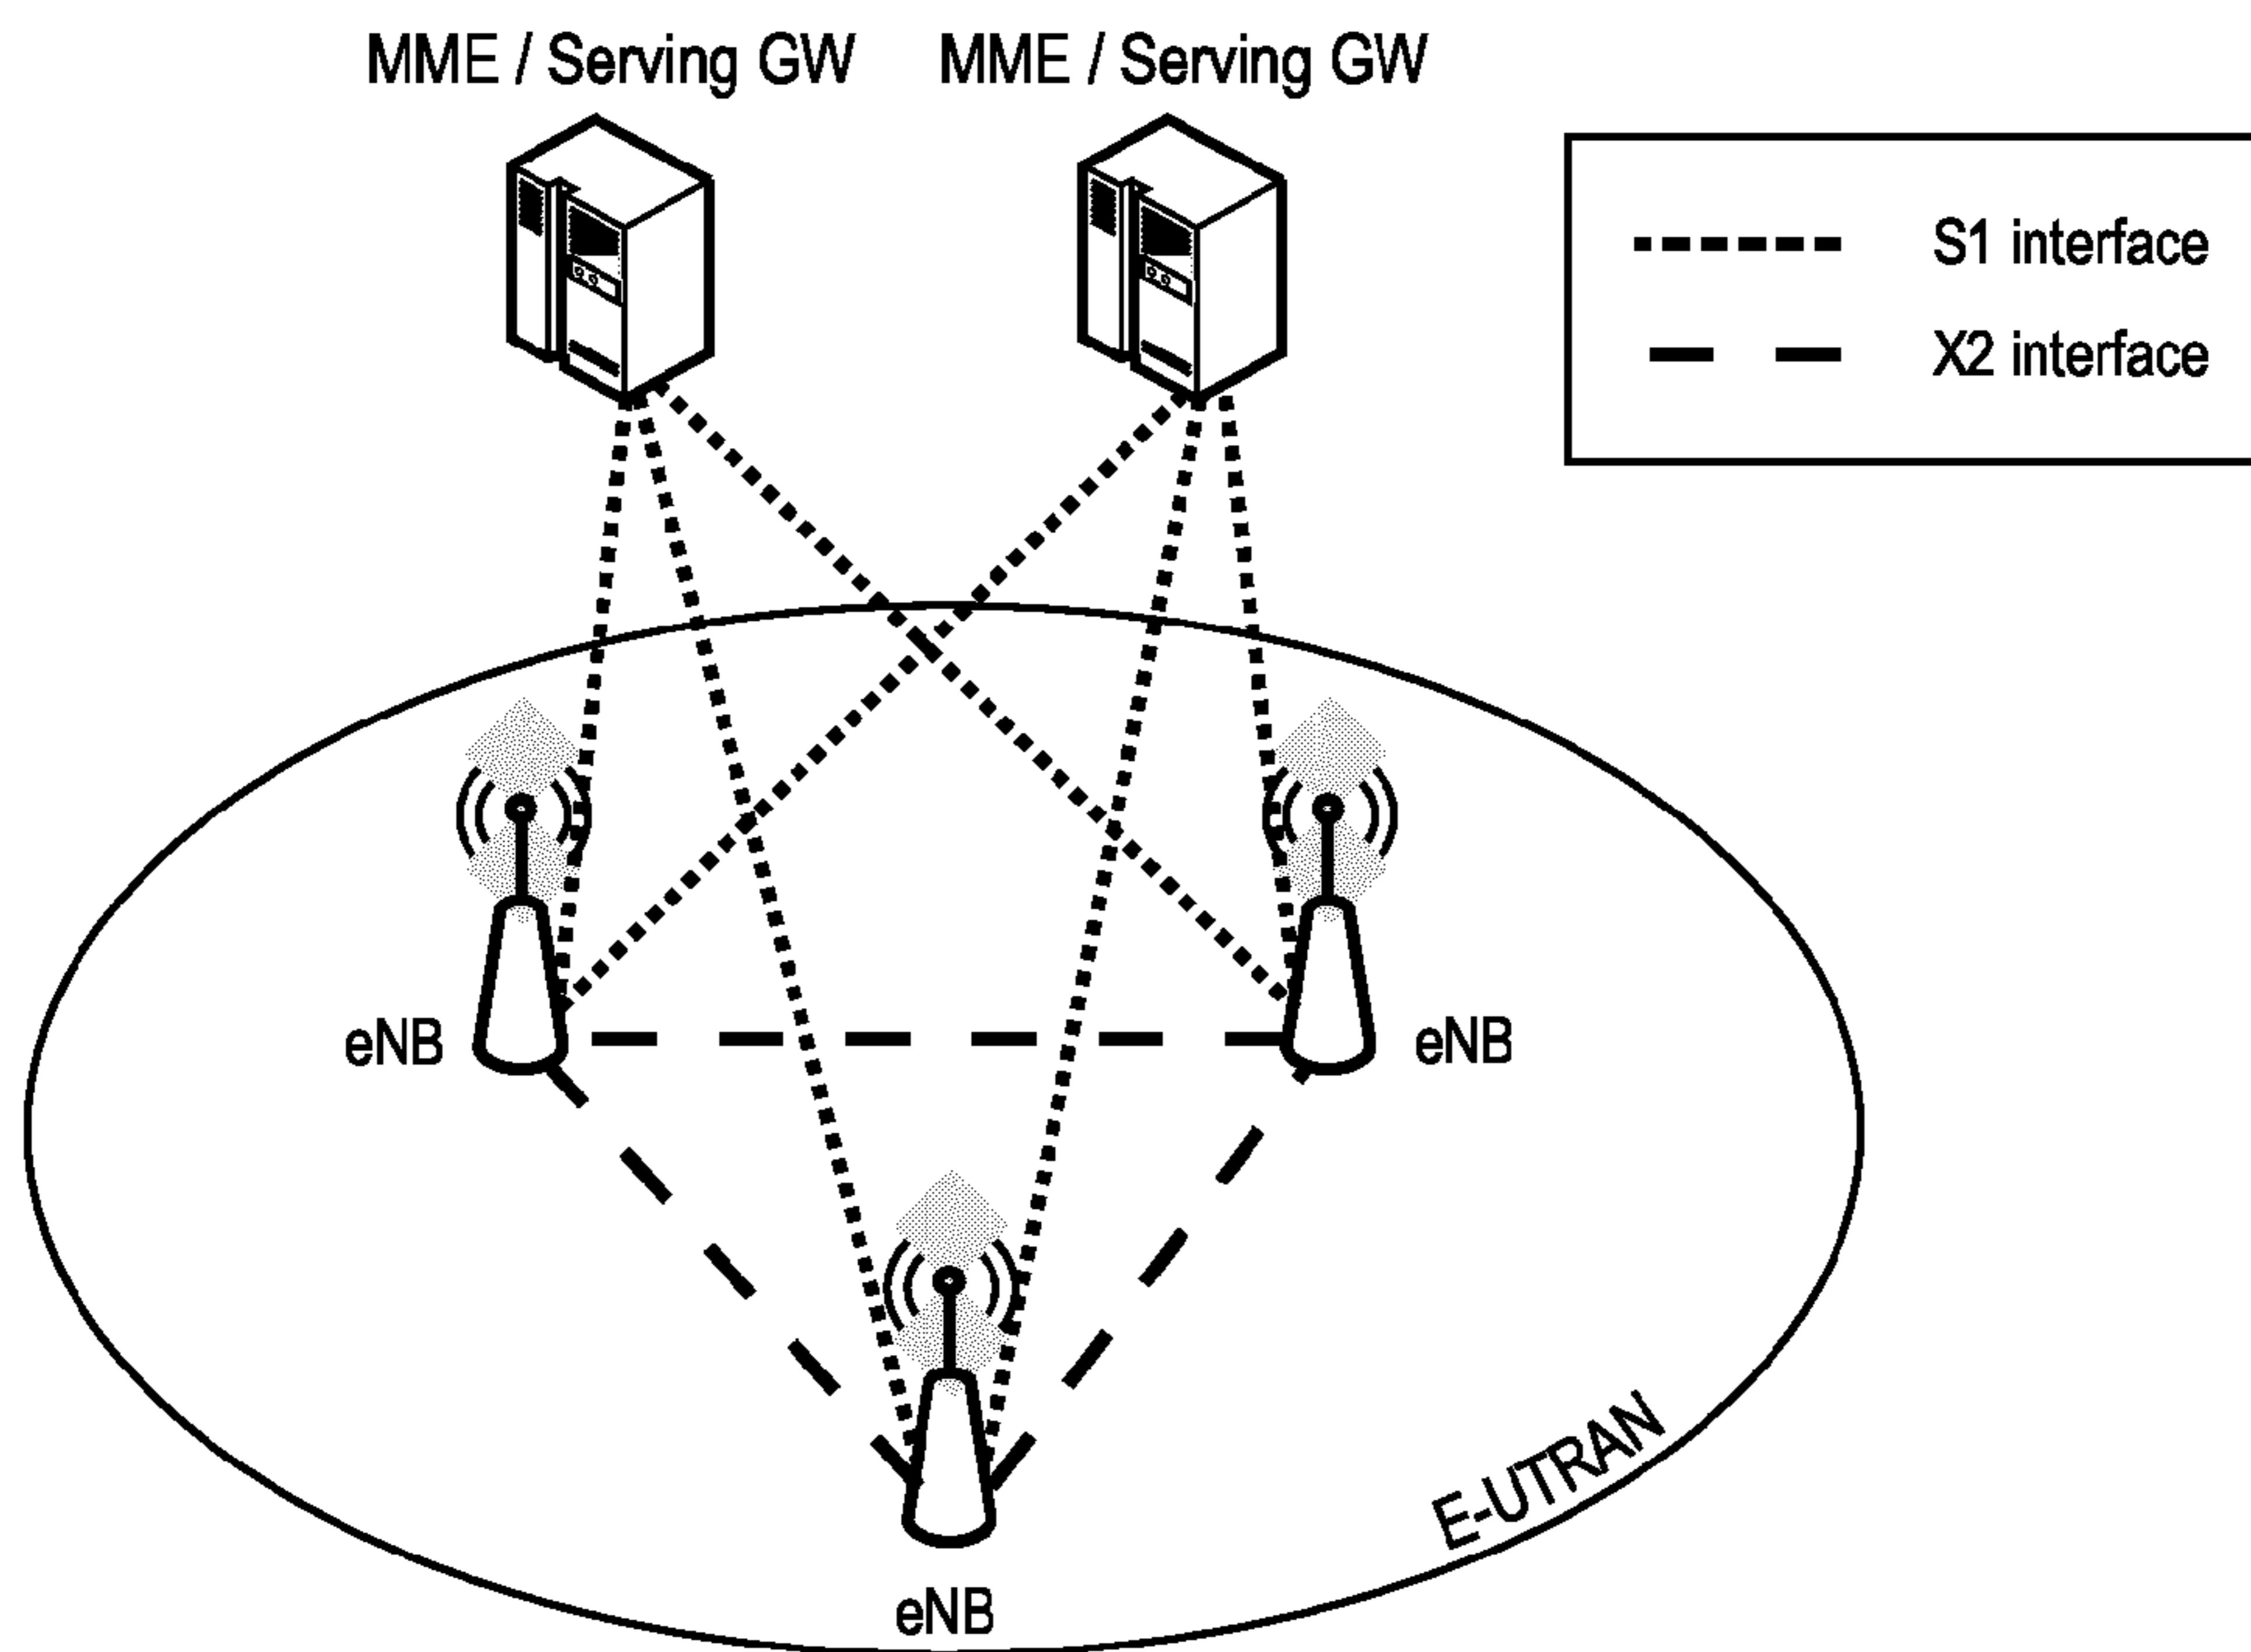 MME / Serving GW
MME / Serving GW
S1 interface
X2 interface
eNB
eNB
E-UTRAN
eNB